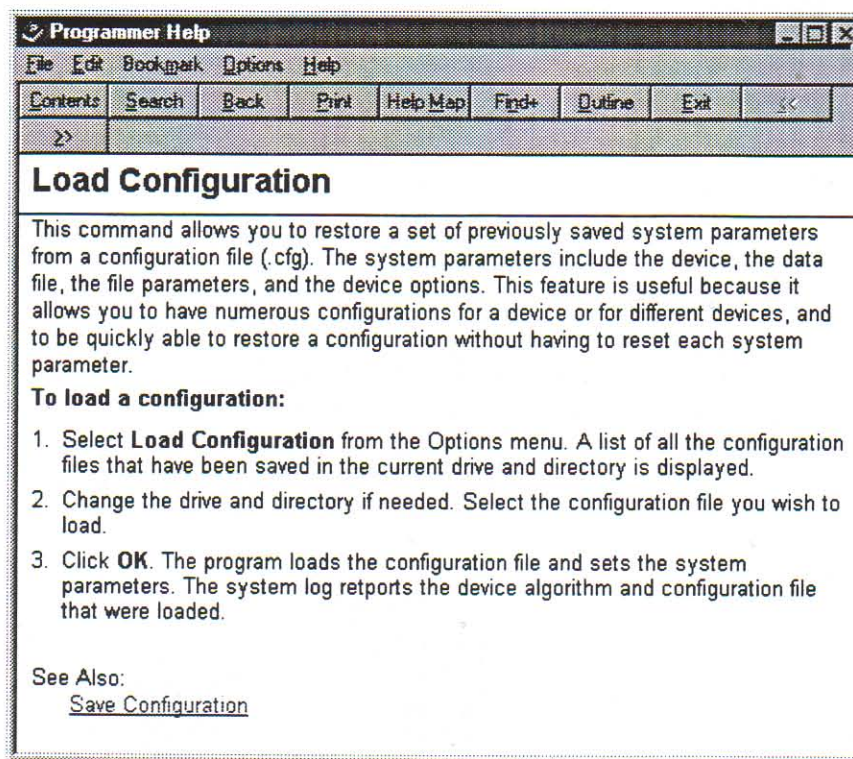 Programmer Help
File Edit Bookmark Options Help
Contents Search Back Print Help Map Find+ Outline Exit <<
>>
Load Configuration
This command allows you to restore a set of previously saved system parameters
from a configuration file (.cfg). The system parameters include the device, the data
file, the file parameters, and the device options. This feature is useful because it
allows you to have numerous configurations for a device or for different devices, and
to be quickly able to restore a configuration without having to reset each system
parameter.
To load a configuration:
1. Select Load Configuration from the Options menu. A list of all the configuration
files that have been saved in the current drive and directory is displayed.
2. Change the drive and directory if needed. Select the configuration file you wish to
load.
3. Click OK. The program loads the configuration file and sets the system
parameters. The system log retports the device algorithm and configuration file
that were loaded.
See Also:
Save Configuration